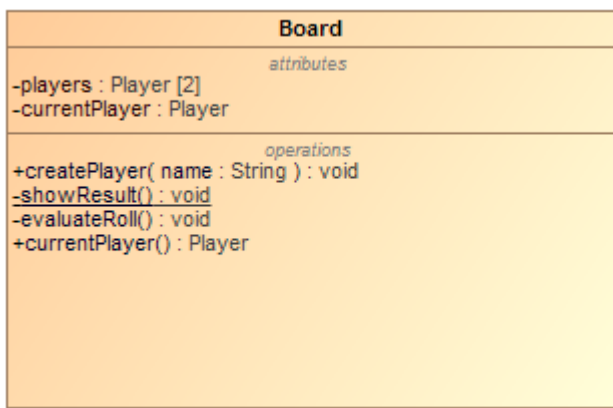 Board
attributes
-players : Player [2]
-currentPlayer : Player
operations
+createPlayer( name : String ) : void
-showResult() : void
-evaluateRoll() : void
+currentPlayer() : Player